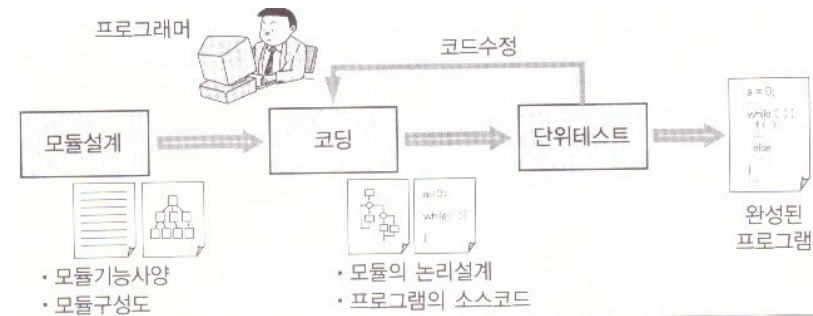 프로그래머
코드수정
모듈설계
코딩
단위테스트
a = 0;
...
while ( ) {
if ( )
...
else
...
}
...
a=0;
...
while( ){
}
완성된
프로그램
· 모듈기능사양
· 모듈구성도
· 모듈의 논리설계
· 프로그램의 소스코드